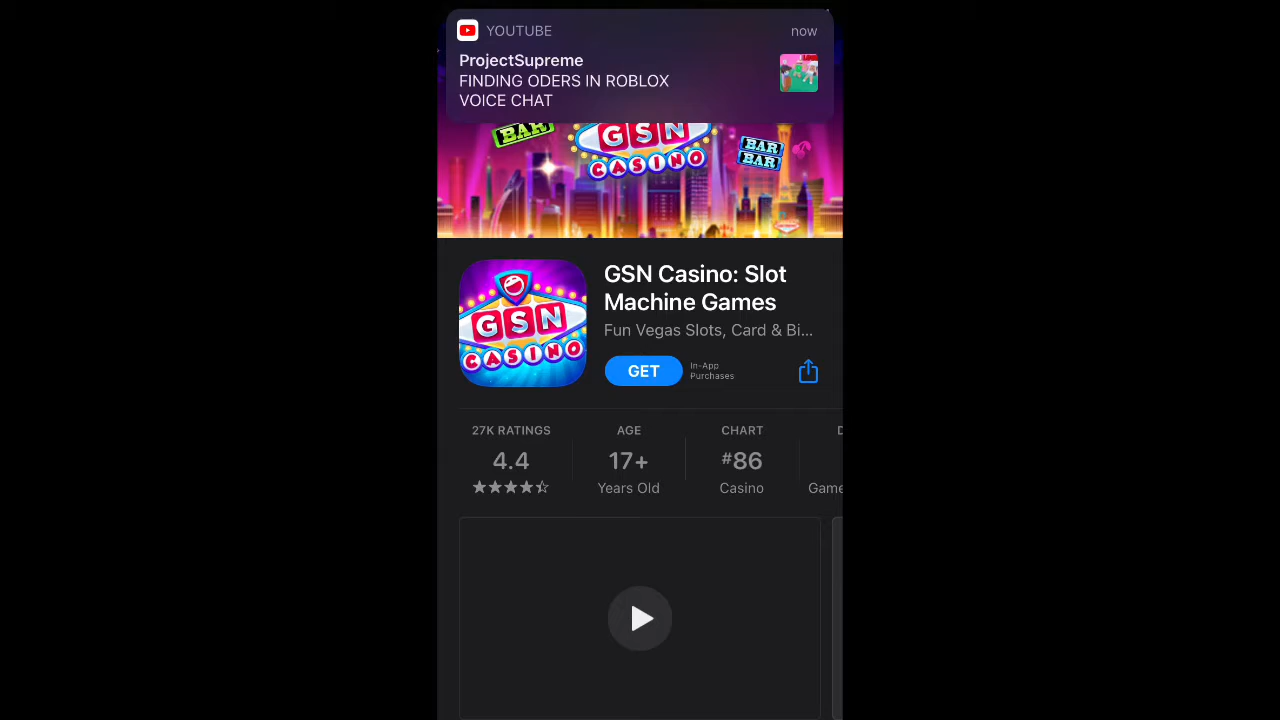 YOUTUBE
now
ProjectSupreme
FINDING ODERS IN ROBLOX
VOICE CHAT
BAR
GSN
CASINO
BAR
BAR
GSN
CASINO
GSN Casino: Slot
Machine Games
Fun Vegas Slots, Card & Bi...
GET
In-App
Purchases
27K RATINGS
AGE
CHART
D
4.4
17+
#86
Years Old
Casino
Game